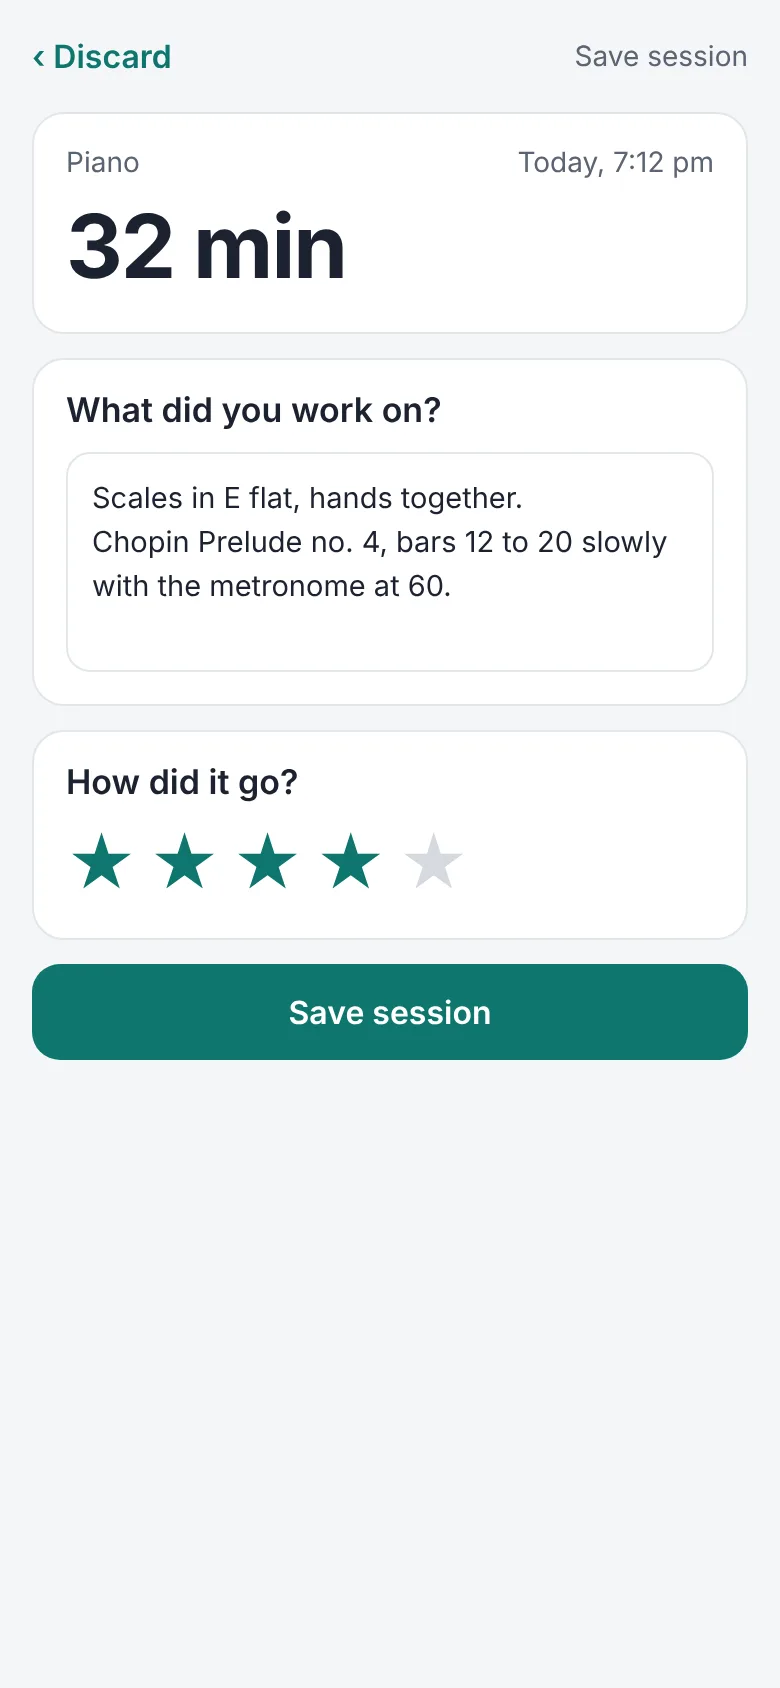 ‹ Discard
Save session
Piano
Today, 7:12 pm
32 min
What did you work on?
Scales in E flat, hands together.
Chopin Prelude no. 4, bars 12 to 20 slowly
with the metronome at 60.
How did it go?
★ ★ ★ ★ ★
Save session